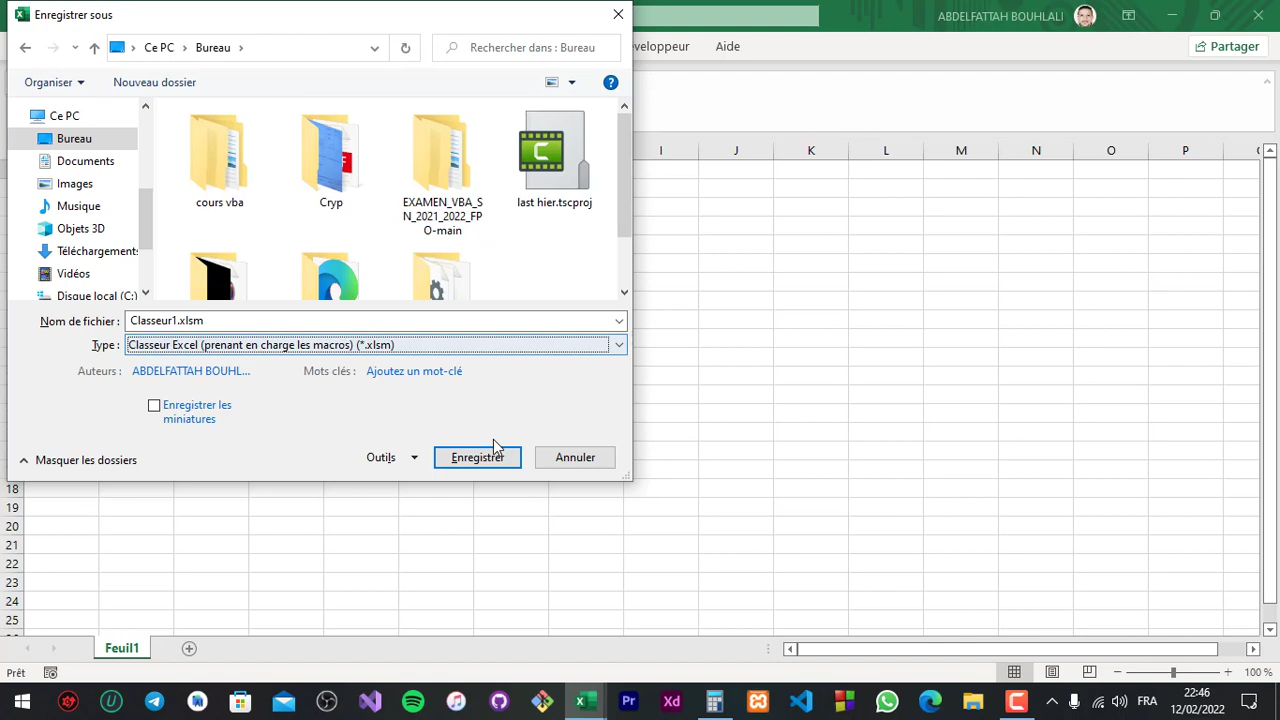 Enregistrer sous
ABDELFATTAH BOUHLALI
Ce PC
Bureau
Rechercher dans : Bureau
veloppeur
Aide
Partager
Organiser
Nouveau dossier
Ce PC
Bureau
Documents
Images
Musique
Objets 3D
Téléchargements
Vidéos
Disque local (C:)
cours vba
Cryp
EXAMEN_VBA_S
N_2021_2022_FP
O-main
last hier.tscproj
I J K L M N O P
Nom de fichier : Classeur1.xlsm
Type : Classeur Excel (prenant en charge les macros) (*.xlsm)
Auteurs : ABDELFATTAH BOUHL...
Mots clés : Ajoutez un mot-clé
Enregistrer les
miniatures
Masquer les dossiers
Outils
Enregistrer
Annuler
18
19
20
21
22
23
24
25
Feuil1
Prêt
100 %
FRA
22:46
12/02/2022